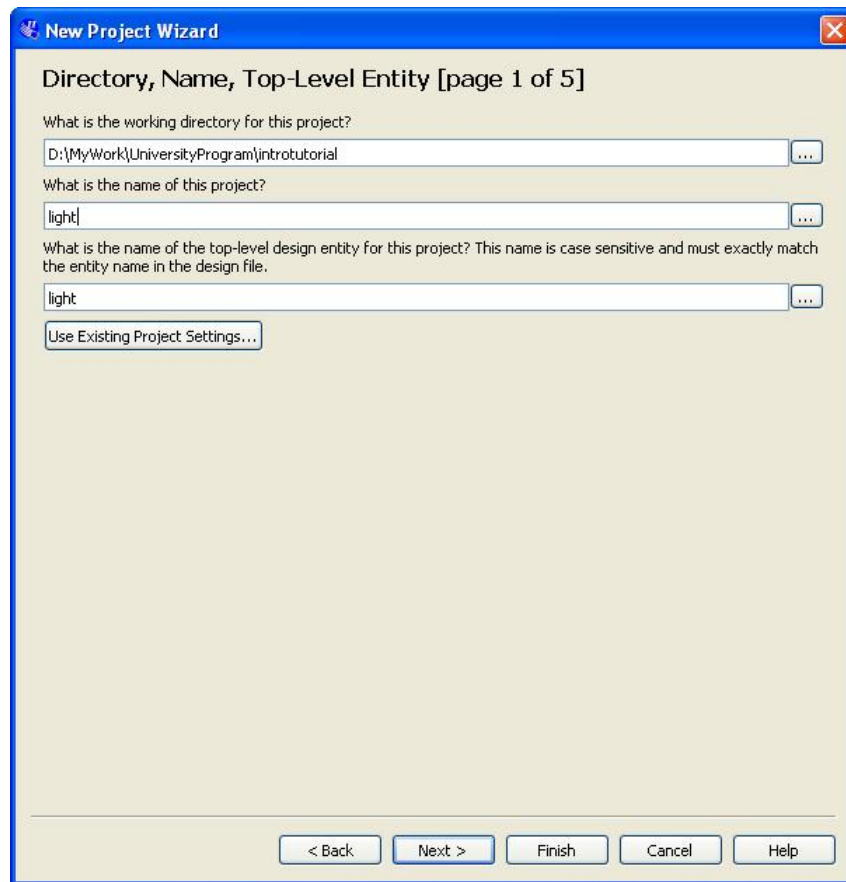 New Project Wizard
Directory, Name, Top-Level Entity [page 1 of 5]
What is the working directory for this project?
D:\MyWork\UniversityProgram\introtutorial
...
What is the name of this project?
light
...
What is the name of the top-level design entity for this project? This name is case sensitive and must exactly match
the entity name in the design file.
light
...
Use Existing Project Settings...
< Back
Next >
Finish
Cancel
Help